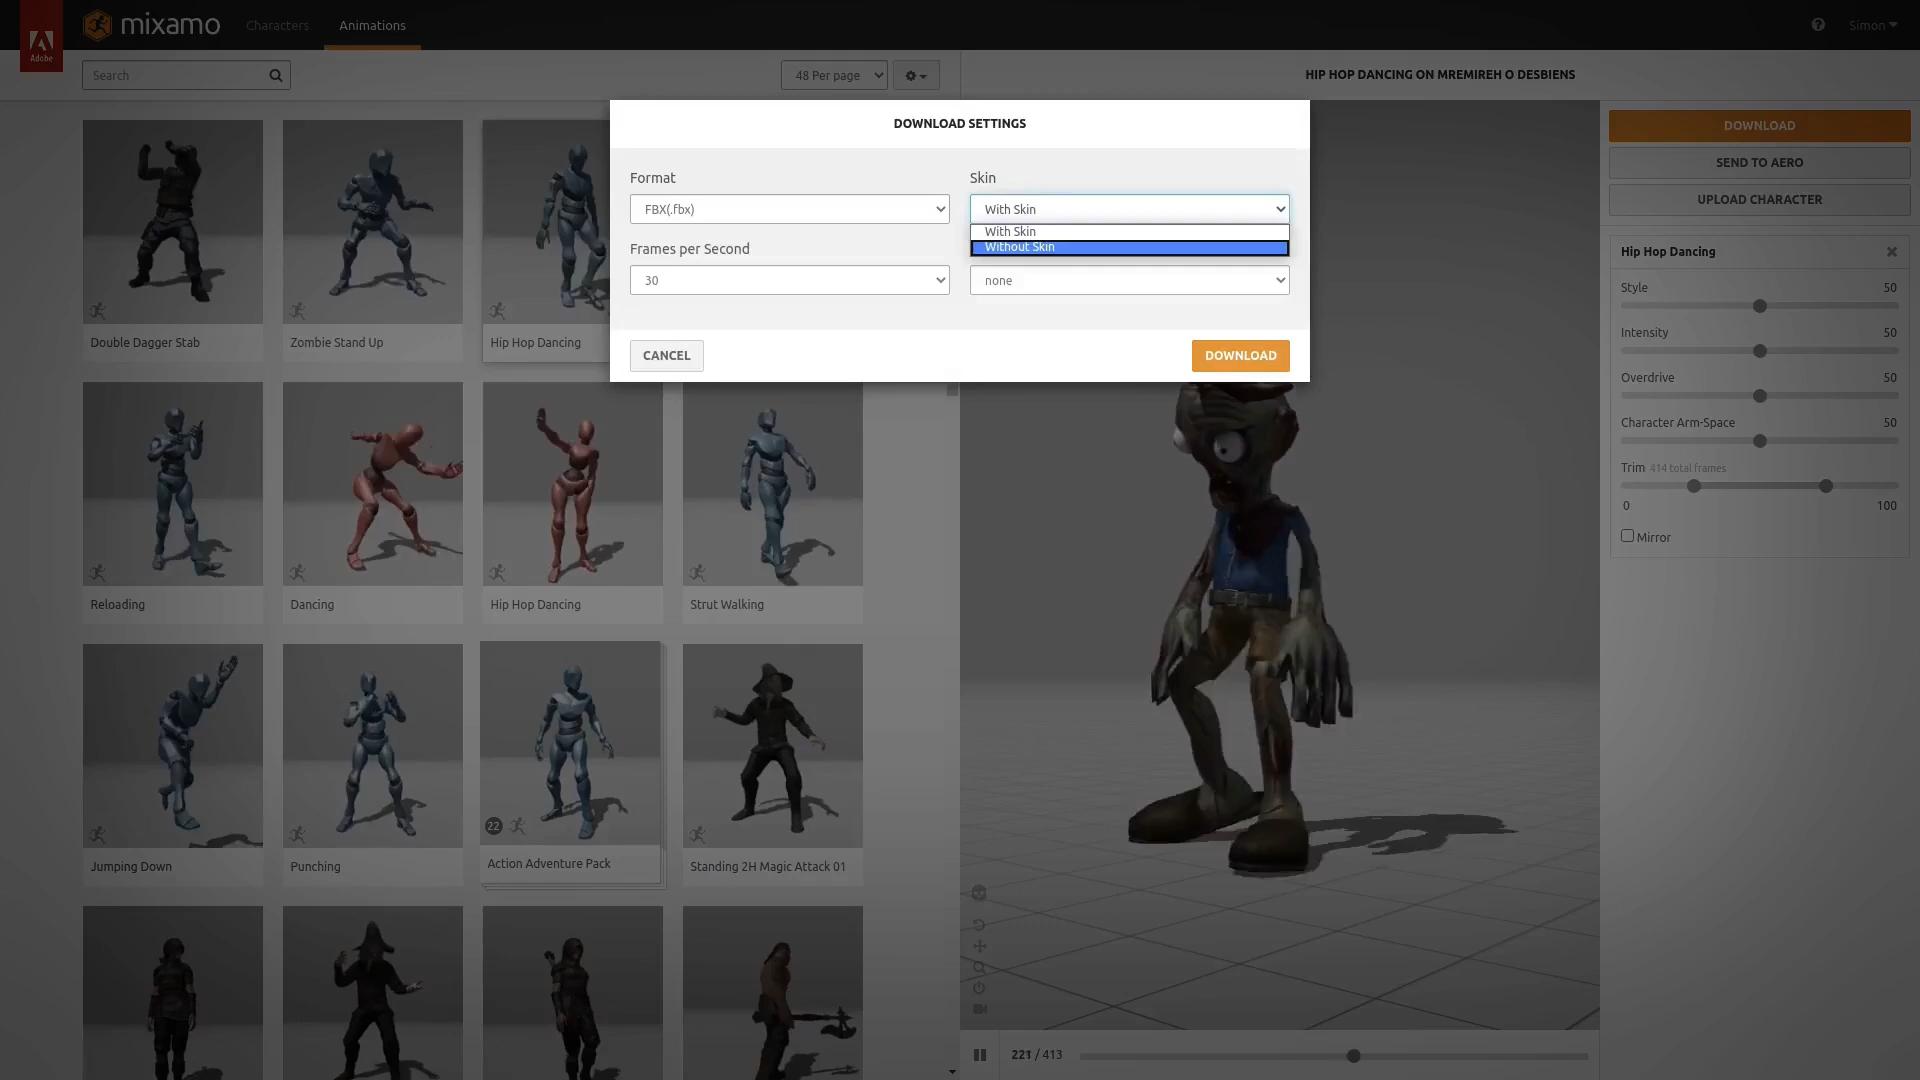 Adobe
mixamo
Characters
Animations
Simon
Search
48 Per page
HIP HOP DANCING ON MREMIREH O DESBIENS
DOWNLOAD SETTINGS
Format
Skin
FBX(.fbx)
With Skin
With Skin
Without Skin
Frames per Second
30
none
CANCEL
DOWNLOAD
DOWNLOAD
SEND TO AERO
UPLOAD CHARACTER
Hip Hop Dancing
Style 50
Intensity 50
Overdrive 50
Character Arm-Space 50
Trim 414 total frames
0 100
Mirror
Double Dagger Stab
Zombie Stand Up
Hip Hop Dancing
Reloading
Dancing
Hip Hop Dancing
Strut Walking
22
Jumping Down
Punching
Action Adventure Pack
Standing 2H Magic Attack 01
221 / 413